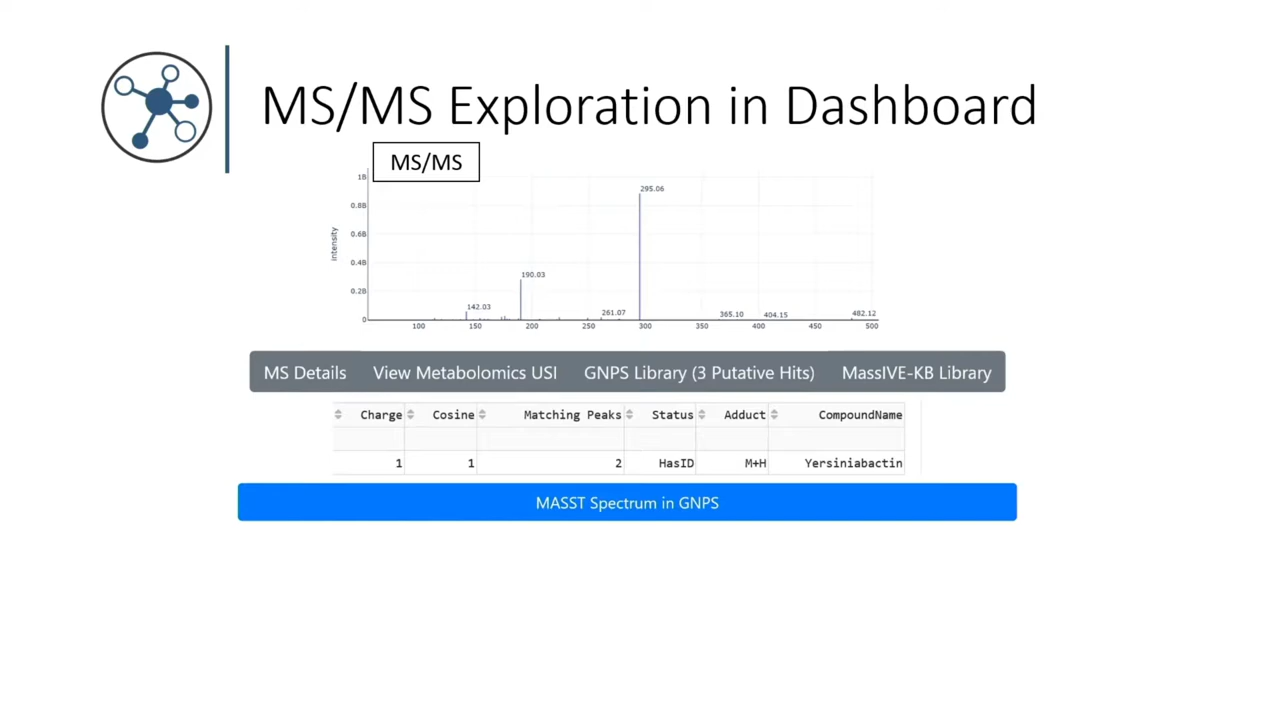 MS/MS Exploration in Dashboard
MS/MS
1B
0.8B
0.6B
0.4B
0.2B
0
intensity
295.06
190.03
142.03
261.07
365.10
404.15
482.12
100 150 200 250 300 350 400 450 500
MS Details View Metabolomics USI GNPS Library (3 Putative Hits) MassIVE-KB Library
Charge Cosine Matching Peaks Status Adduct CompoundName
1 1 2 HasID M+H Yersiniabactin
MASST Spectrum in GNPS